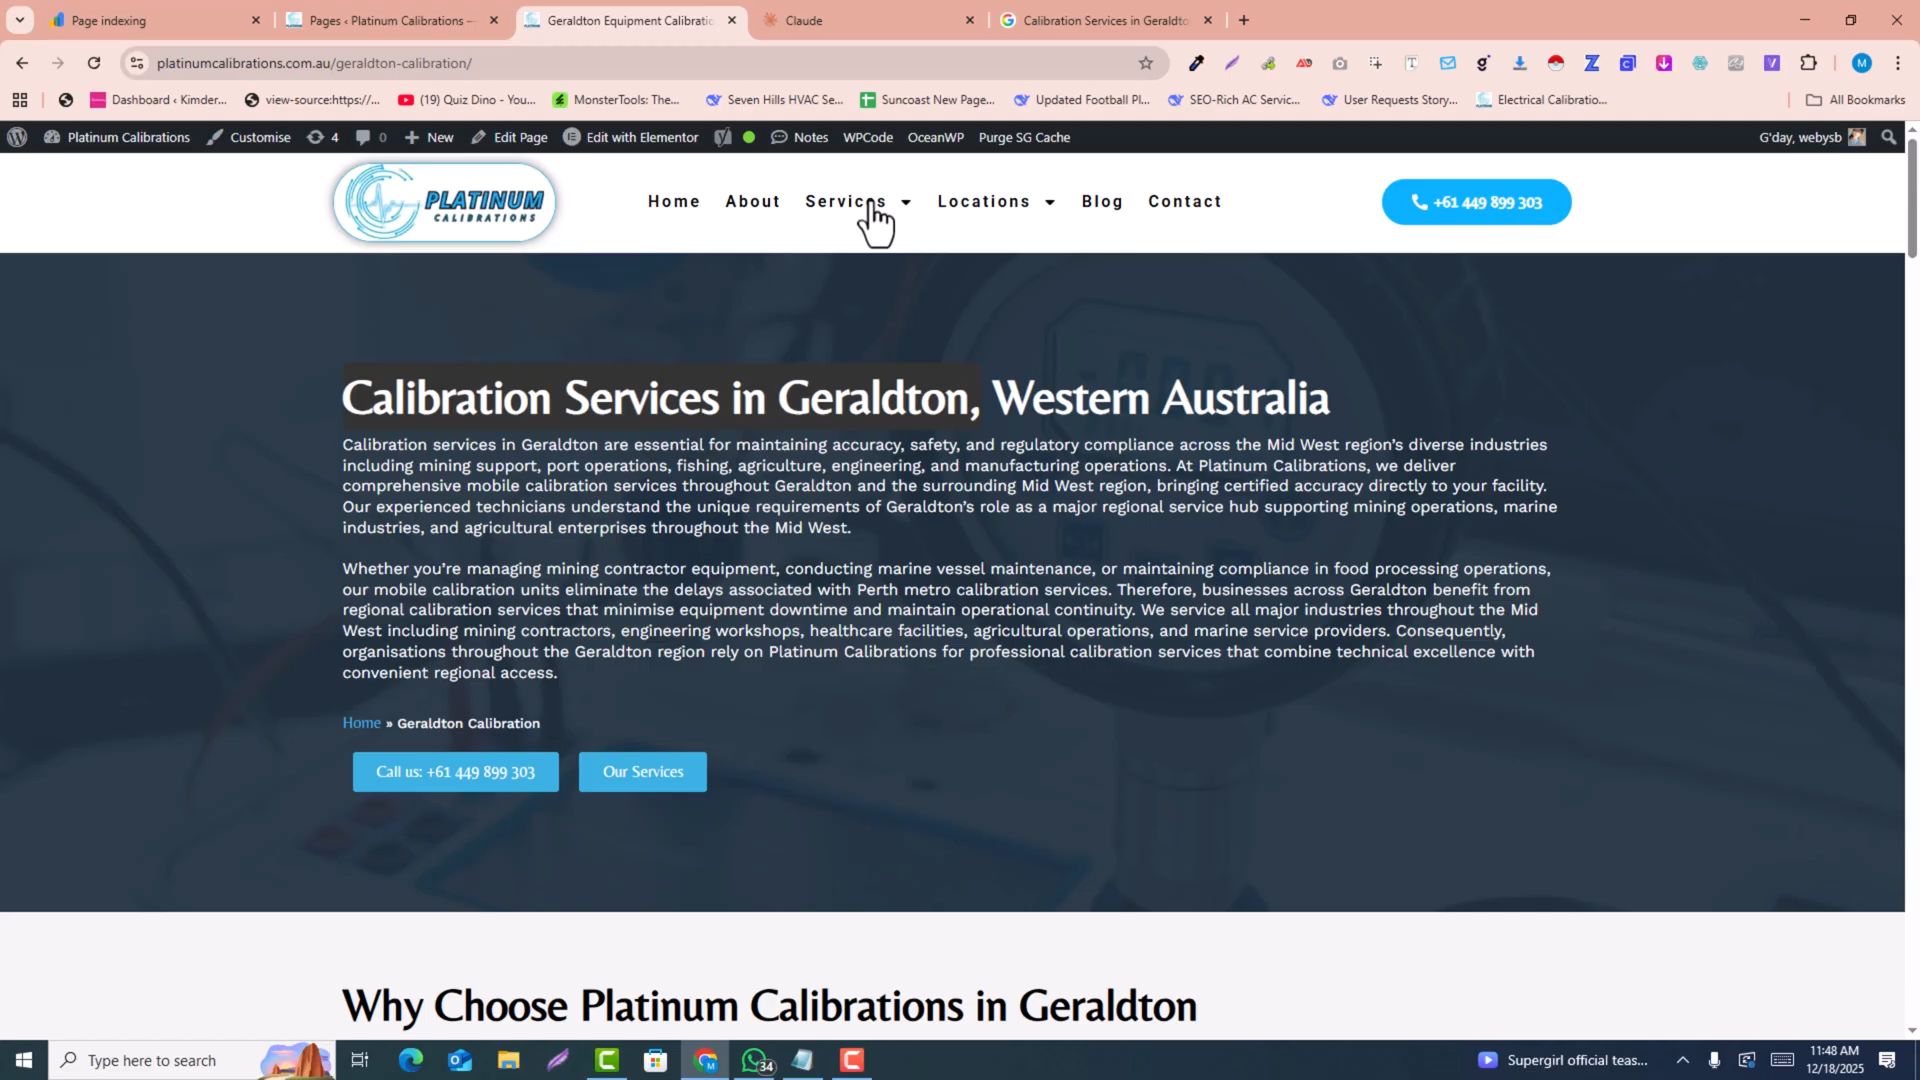 Page indexing
Pages ‹ Platinum Calibrations —
Geraldton Equipment Calibratio
Claude
Calibration Services in Geraldto
platinumcalibrations.com.au/geraldton-calibration/
Dashboard ‹ Kimder...
view-source:https://...
(19) Quiz Dino - You...
MonsterTools: The...
Seven Hills HVAC Se...
Suncoast New Page...
Updated Football Pl...
SEO-Rich AC Servic...
User Requests Story...
Electrical Calibratio...
All Bookmarks
Platinum Calibrations
Customise
4
0
New
Edit Page
Edit with Elementor
Notes
WPCode
OceanWP
Purge SG Cache
G'day, webysb
PLATINUM
CALIBRATIONS
Home
About
Services
Locations
Blog
Contact
+61 449 899 303
Calibration Services in Geraldton, Western Australia
Calibration services in Geraldton are essential for maintaining accuracy, safety, and regulatory compliance across the Mid West region's diverse industries
including mining support, port operations, fishing, agriculture, engineering, and manufacturing operations. At Platinum Calibrations, we deliver
comprehensive mobile calibration services throughout Geraldton and the surrounding Mid West region, bringing certified accuracy directly to your facility.
Our experienced technicians understand the unique requirements of Geraldton's role as a major regional service hub supporting mining operations, marine
industries, and agricultural enterprises throughout the Mid West.
Whether you're managing mining contractor equipment, conducting marine vessel maintenance, or maintaining compliance in food processing operations,
our mobile calibration units eliminate the delays associated with Perth metro calibration services. Therefore, businesses across Geraldton benefit from
regional calibration services that minimise equipment downtime and maintain operational continuity. We service all major industries throughout the Mid
West including mining contractors, engineering workshops, healthcare facilities, agricultural operations, and marine service providers. Consequently,
organisations throughout the Geraldton region rely on Platinum Calibrations for professional calibration services that combine technical excellence with
convenient regional access.
Home » Geraldton Calibration
Call us: +61 449 899 303
Our Services
Why Choose Platinum Calibrations in Geraldton
Type here to search
34
Supergirl official teas...
11:48 AM
12/18/2025